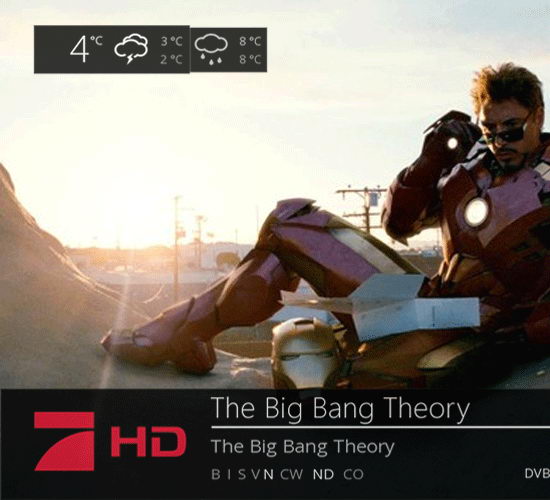 4°C 3°C 8°C
2°C 8°C
7 HD
The Big Bang Theory
The Big Bang Theory
B I S V N CW ND CO
DVB